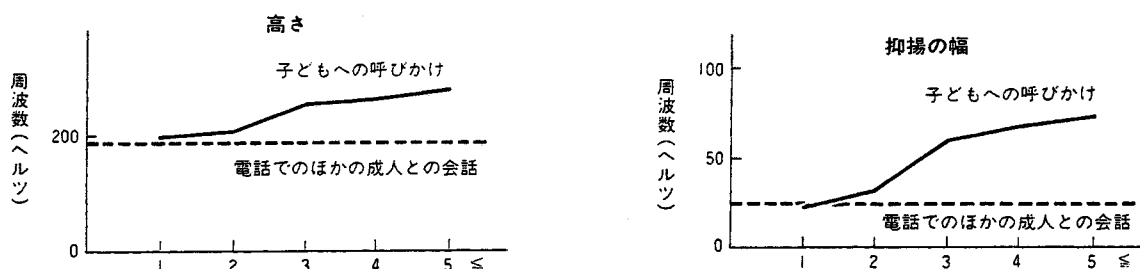 高さ
周波数(ヘルツ)
200
0
子どもへの呼びかけ
電話でのほかの成人との会話
1 2 3 4 5 ≦
抑揚の幅
周波数(ヘルツ)
100
50
0
子どもへの呼びかけ
電話でのほかの成人との会話
1 2 3 4 5 ≦